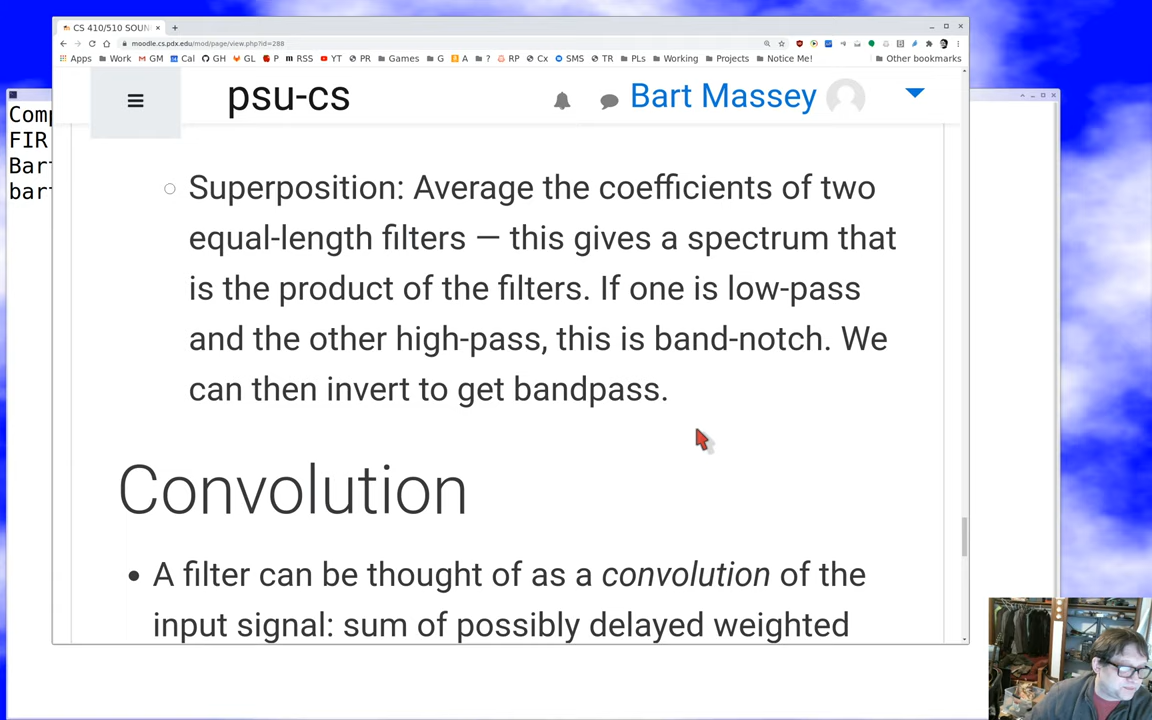 CS 410/510 SOUN
moodle.cs.pdx.edu/mod/page/view.php?id=288
Apps Work GM Cal GH GL P RSS YT PR Games G A ? RP Cx SMS TR PLs Working Projects Notice Me! Other bookmarks
psu-cs
Bart Massey
Comp
FIR
Bar
bar
Superposition: Average the coefficients of two
equal-length filters — this gives a spectrum that
is the product of the filters. If one is low-pass
and the other high-pass, this is band-notch. We
can then invert to get bandpass.
Convolution
A filter can be thought of as a convolution of the
input signal: sum of possibly delayed weighted